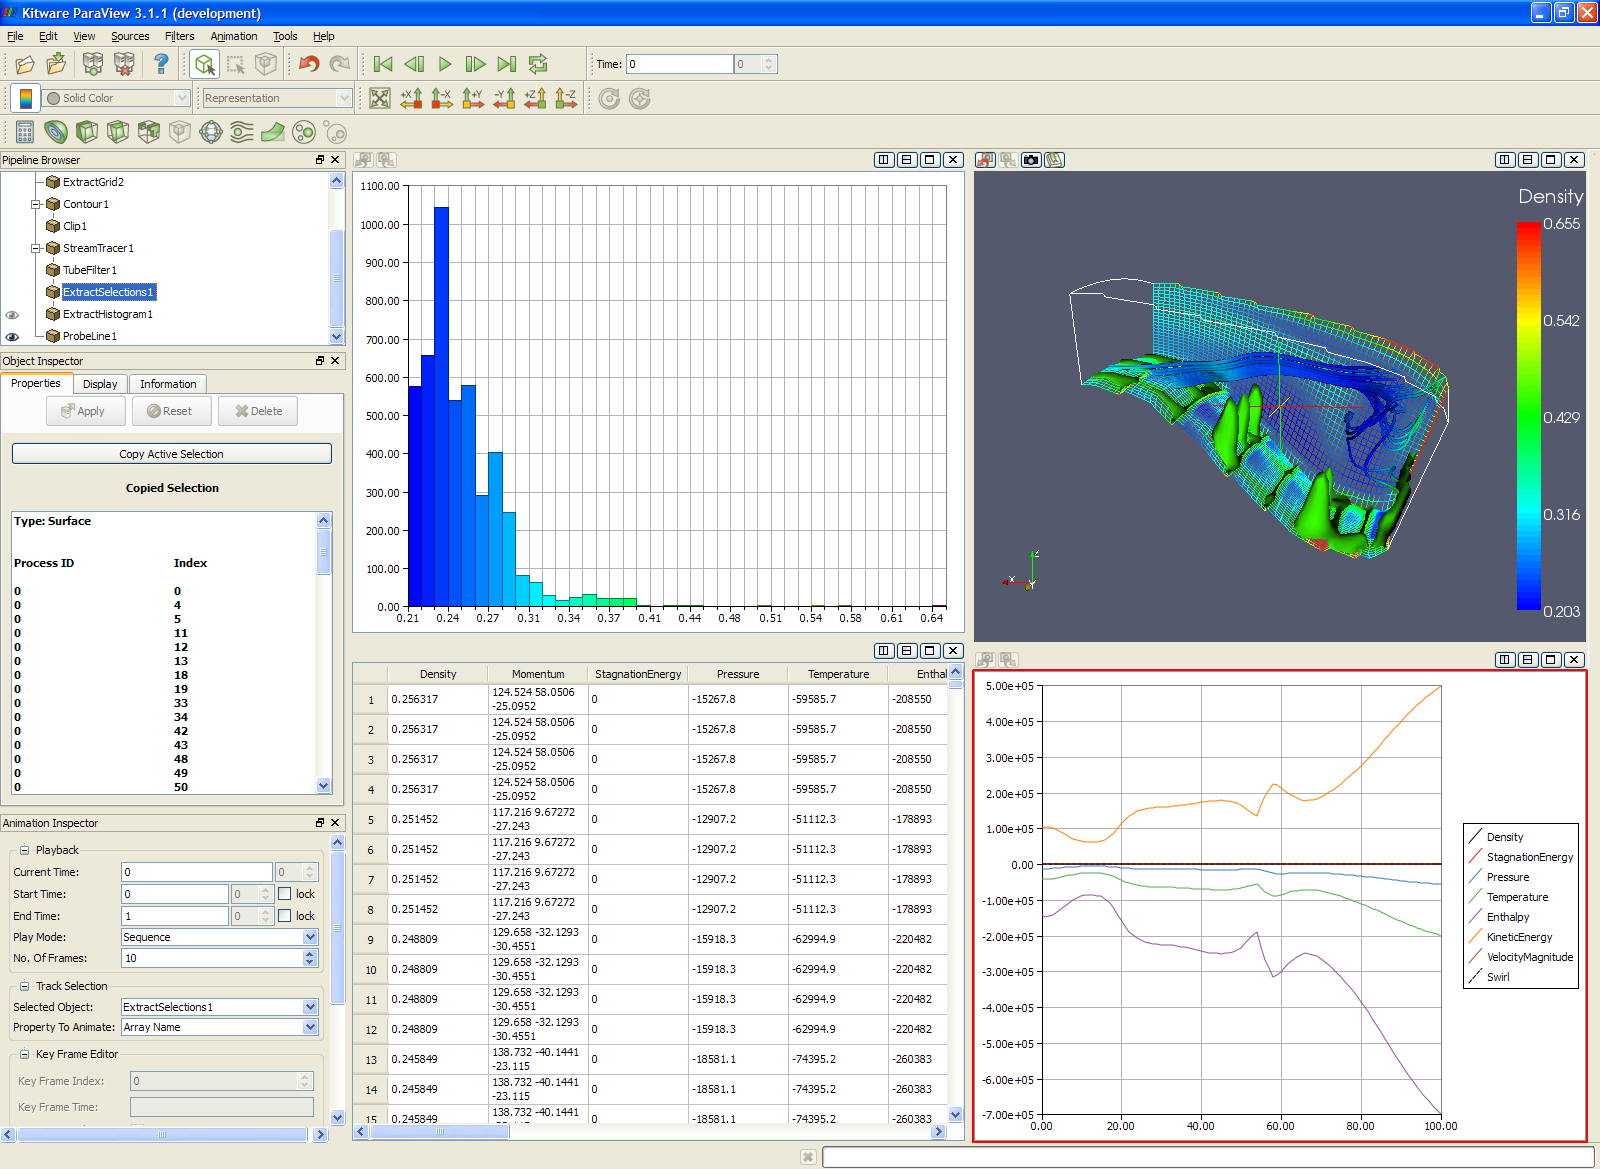 Kitware ParaView 3.1.1 (development)
File Edit View Sources Filters Animation Tools Help
Time: 0 0
Solid Color Representation
+X -X +Y -Y +Z -Z
Pipeline Browser
ExtractGrid2
Contour1
Clip1
StreamTracer1
TubeFilter1
ExtractSelections1
ExtractHistogram1
ProbeLine1
Object Inspector
Properties Display Information
Apply Reset Delete
Copy Active Selection
Copied Selection
Type: Surface
Process ID Index
0 0
0 4
0 5
0 11
0 12
0 13
0 18
0 19
0 33
0 34
0 42
0 43
0 48
0 49
0 50
Animation Inspector
Playback
Current Time: 0 0
Start Time: 0 0 lock
End Time: 1 0 lock
Play Mode: Sequence
No. Of Frames: 10
Track Selection
Selected Object: ExtractSelections1
Property To Animate: Array Name
Key Frame Editor
Key Frame Index: 0
Key Frame Time:
1100.00
1000.00
900.00
800.00
700.00
600.00
500.00
400.00
300.00
200.00
100.00
0.00
0.21 0.24 0.27 0.31 0.34 0.37 0.41 0.44 0.48 0.51 0.54 0.58 0.61 0.64
Density
0.655
0.542
0.429
0.316
0.203
Z
X
Y
Density Momentum StagnationEnergy Pressure Temperature Enthal
1 0.256317 124.524 58.0506 -25.0952 0 -15267.8 -59585.7 -208550
2 0.256317 124.524 58.0506 -25.0952 0 -15267.8 -59585.7 -208550
3 0.256317 124.524 58.0506 -25.0952 0 -15267.8 -59585.7 -208550
4 0.256317 124.524 58.0506 -25.0952 0 -15267.8 -59585.7 -208550
5 0.251452 117.216 9.67272 -27.243 0 -12907.2 -51112.3 -178893
6 0.251452 117.216 9.67272 -27.243 0 -12907.2 -51112.3 -178893
7 0.251452 117.216 9.67272 -27.243 0 -12907.2 -51112.3 -178893
8 0.251452 117.216 9.67272 -27.243 0 -12907.2 -51112.3 -178893
9 0.248809 129.658 -32.1293 -30.4551 0 -15918.3 -62994.9 -220482
10 0.248809 129.658 -32.1293 -30.4551 0 -15918.3 -62994.9 -220482
11 0.248809 129.658 -32.1293 -30.4551 0 -15918.3 -62994.9 -220482
12 0.248809 129.658 -32.1293 -30.4551 0 -15918.3 -62994.9 -220482
13 0.245849 138.732 -40.1441 -23.115 0 -18581.1 -74395.2 -260383
14 0.245849 138.732 -40.1441 -23.115 0 -18581.1 -74395.2 -260383
15 0.245849 138.732 -40.1441 0 -18581.1 -74395.2 -260383
5.00e+05
4.00e+05
3.00e+05
2.00e+05
1.00e+05
0.00
-1.00e+05
-2.00e+05
-3.00e+05
-4.00e+05
-5.00e+05
-6.00e+05
-7.00e+05
0.00 20.00 40.00 60.00 80.00 100.00
Density
StagnationEnergy
Pressure
Temperature
Enthalpy
KineticEnergy
VelocityMagnitude
Swirl